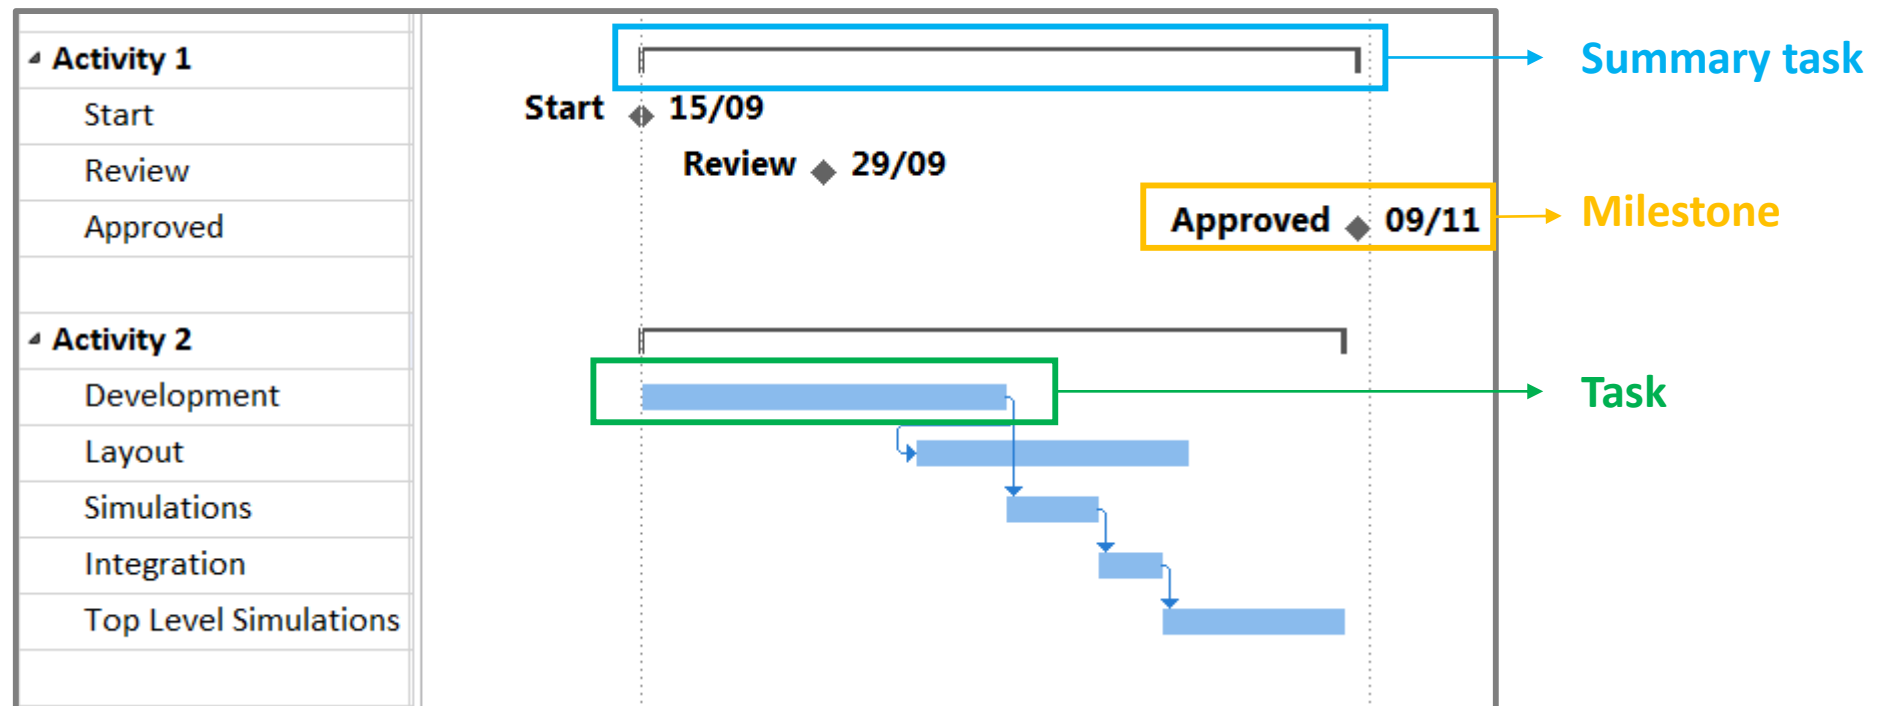 Activity 1
Summary task
Start
Start 15/09
Review
Review 29/09
Approved
Approved 09/11
Milestone
Activity 2
Development
Task
Layout
Simulations
Integration
Top Level Simulations